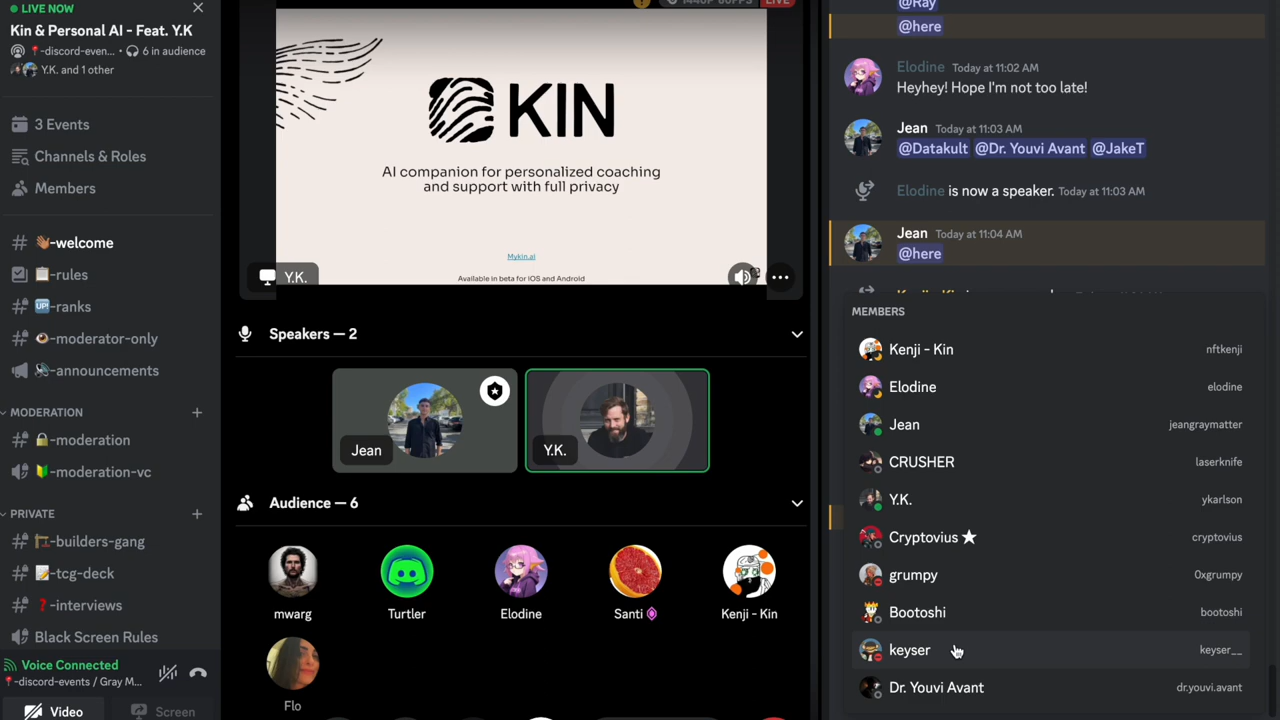 LIVE NOW
Kin & Personal AI - Feat. Y.K
-discord-even... 6 in audience
Y.K. and 1 other
3 Events
Channels & Roles
Members
-welcome
-rules
UP!-ranks
-moderator-only
-announcements
MODERATION
-moderation
-moderation-vc
PRIVATE
-builders-gang
-tcg-deck
-interviews
Black Screen Rules
Voice Connected
-discord-events / Gray M...
Video
Screen
1440P 60FPS LIVE
KIN
AI companion for personalized coaching
and support with full privacy
Mykin.ai
Available in beta for iOS and Android
Y.K.
Speakers — 2
Jean
Y.K.
Audience — 6
mwarg
Turtler
Elodine
Santi
Kenji - Kin
Flo
@Ray
@here
Elodine Today at 11:02 AM
Heyhey! Hope I'm not too late!
Jean Today at 11:03 AM
@Datakult @Dr. Youvi Avant @JakeT
Elodine is now a speaker. Today at 11:03 AM
Jean Today at 11:04 AM
@here
MEMBERS
Kenji - Kin nftkenji
Elodine elodine
Jean jeangraymatter
CRUSHER laserknife
Y.K. ykarlson
Cryptovius ★ cryptovius
grumpy 0xgrumpy
Bootoshi bootoshi
keyser keyser__
Dr. Youvi Avant dr.youvi.avant